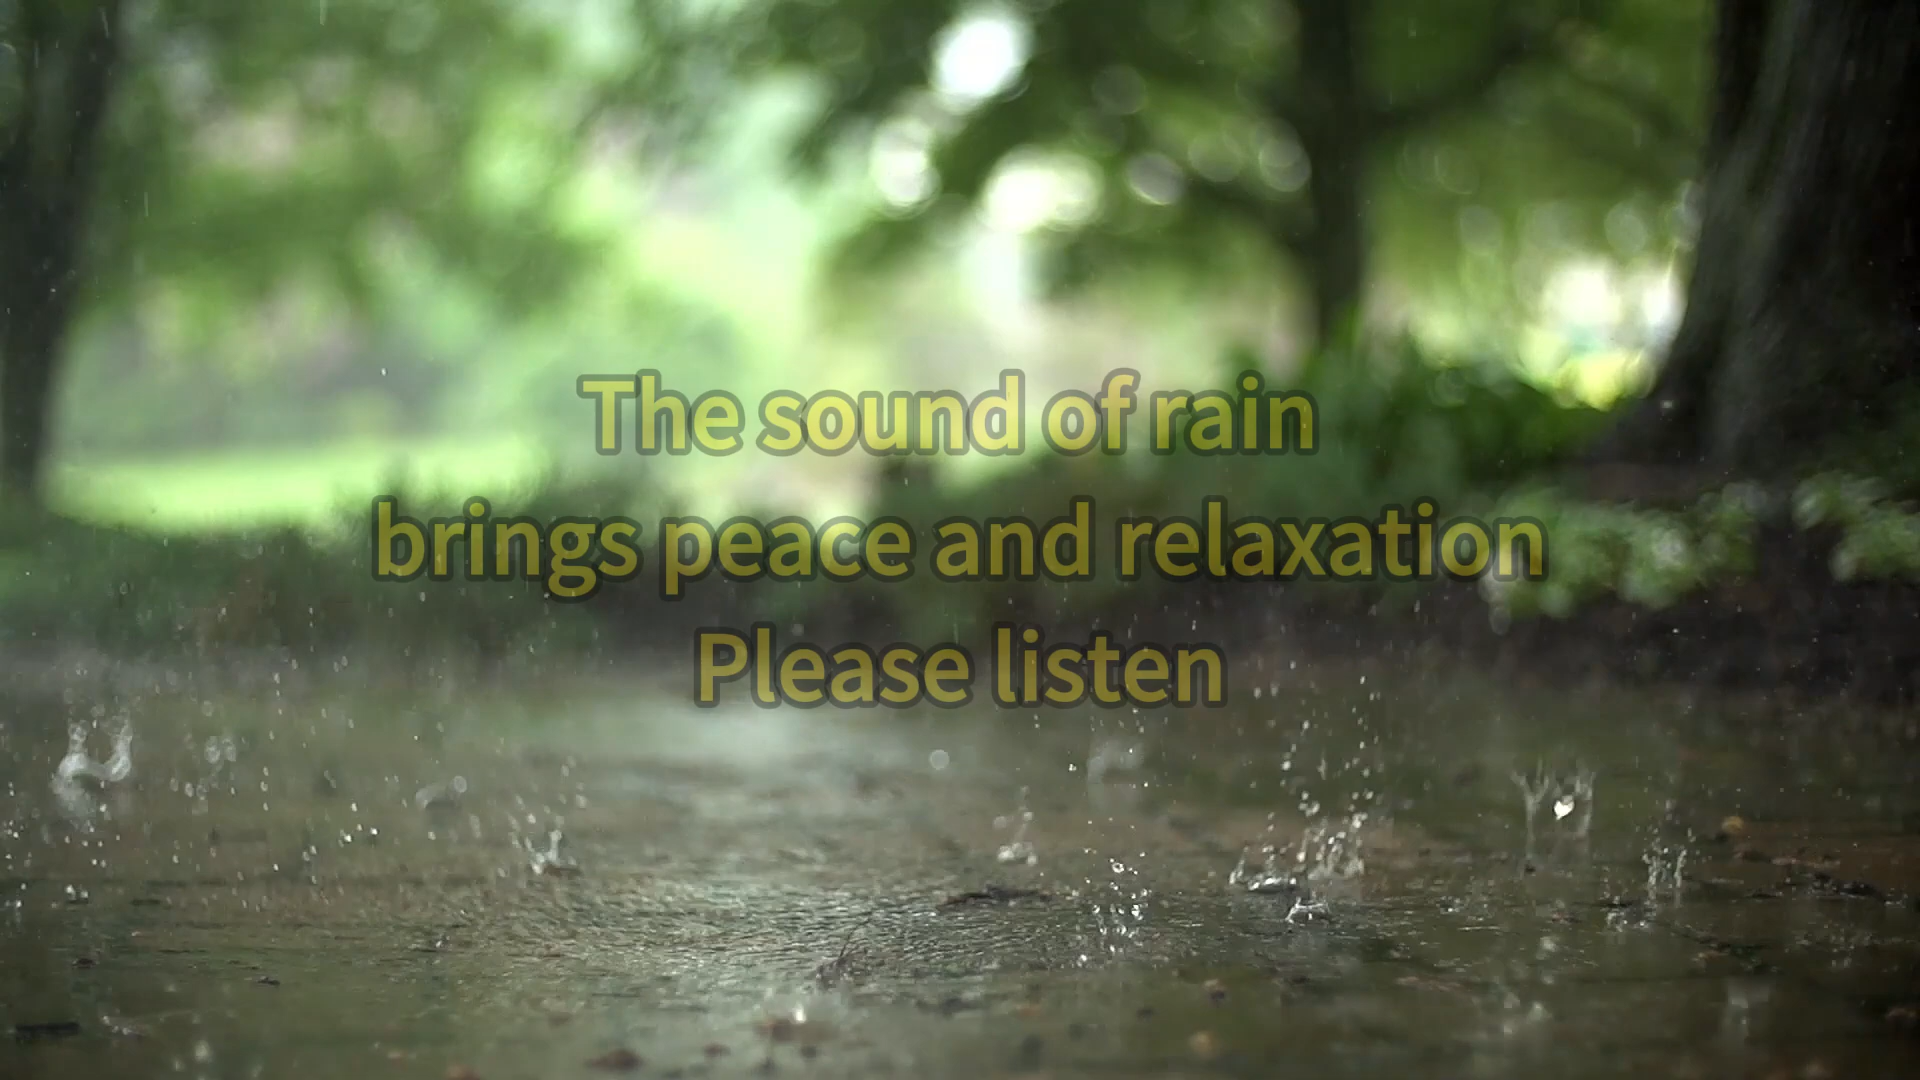 The sound of rain
brings peace and relaxation
Please listen